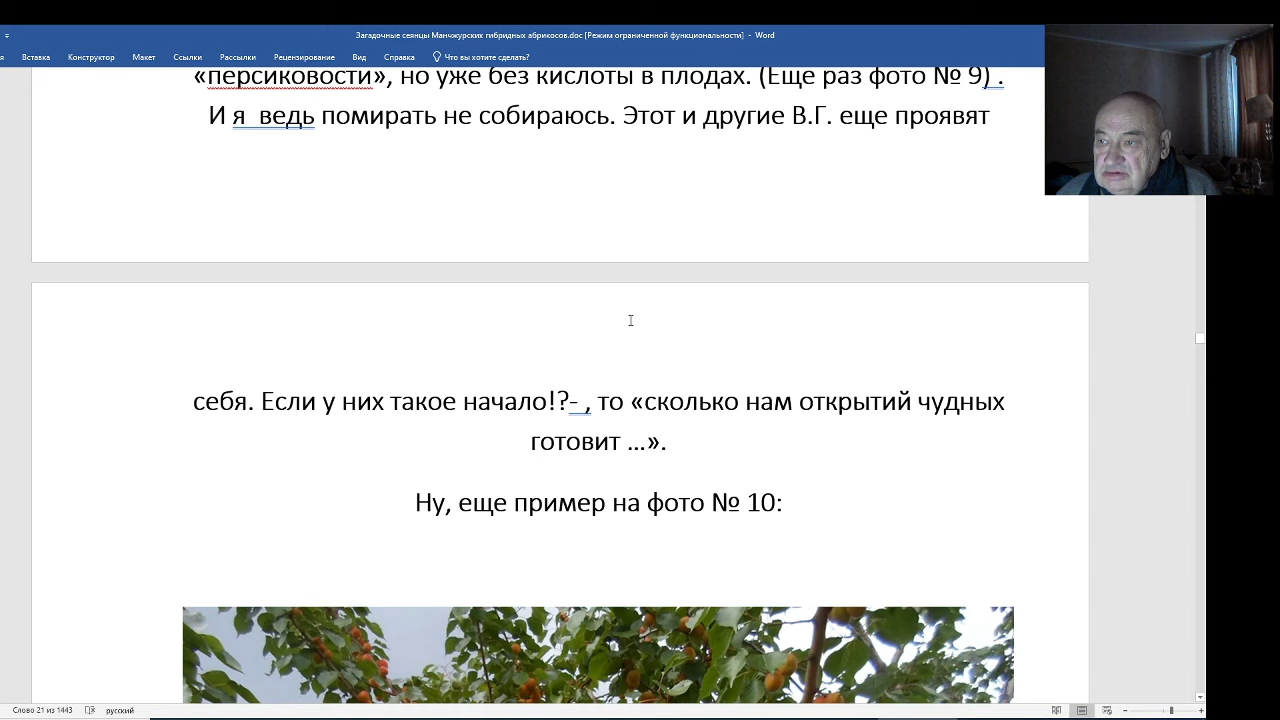 Загадочные сеянцы Манчжурских гибридных абрикосов.doc [Режим ограниченной функциональности] - Word
я Вставка Конструктор Макет Ссылки Рассылки Рецензирование Вид Справка Что вы хотите сделать?
«персиковости», но уже без кислоты в плодах. (Еще раз фото № 9) .
И я ведь помирать не собираюсь. Этот и другие В.Г. еще проявят
себя. Если у них такое начало!?- , то «сколько нам открытий чудных
готовит ...».
Ну, еще пример на фото № 10:
Слово 21 из 1443 русский